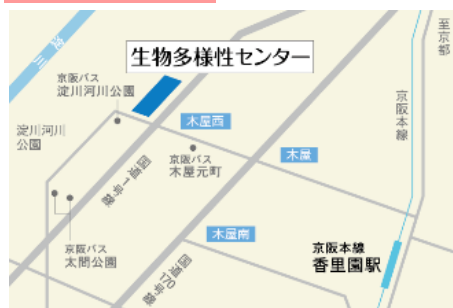 至京都
淀川
生物多様性センター
京阪バス
淀川河川公園
京阪本線
淀川河川
公園
木屋西
木屋
京阪バス
木屋元町
国道1号線
木屋南
京阪バス
太間公園
京阪本線
香里園駅
国道170号線